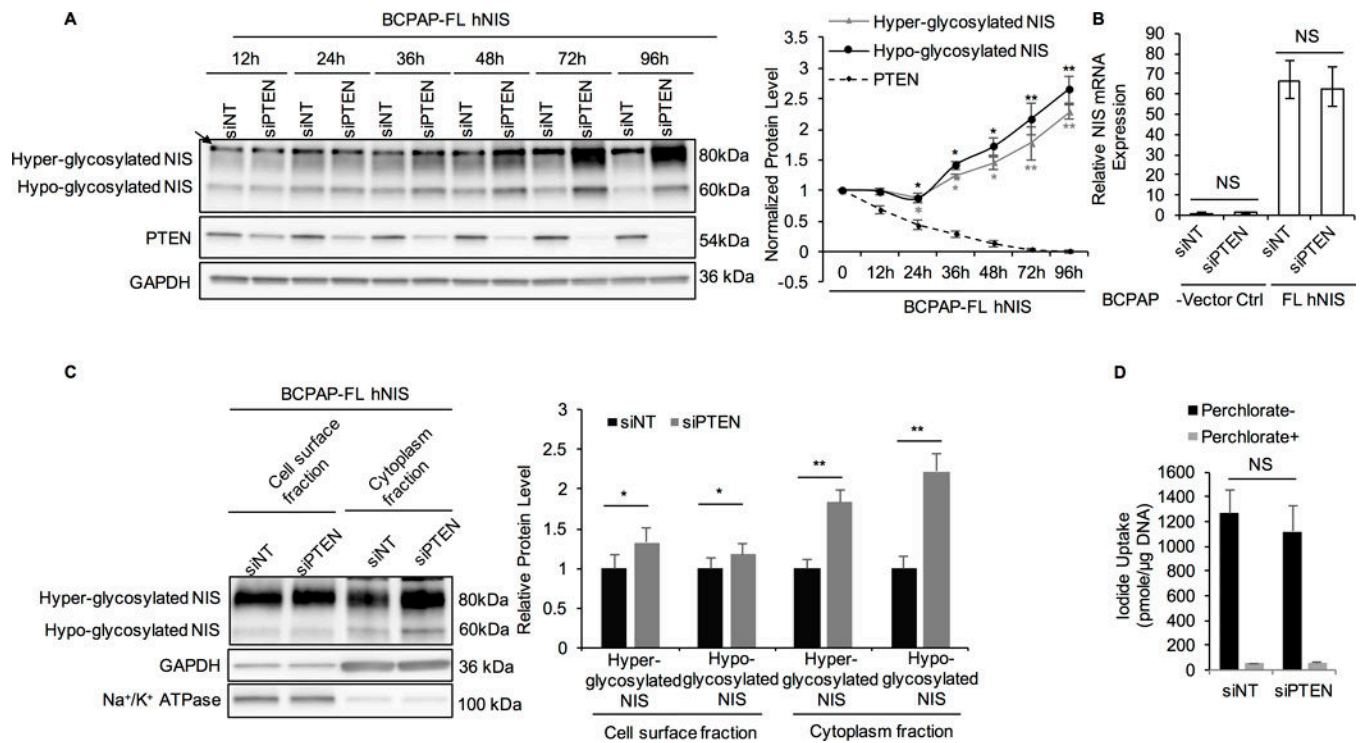 A
BCPAP-FL hNIS
12h 24h 36h 48h 72h 96h
siNT siPTEN siNT siPTEN siNT siPTEN siNT siPTEN siNT siPTEN siNT siPTEN
Hyper-glycosylated NIS 80kDa
Hypo-glycosylated NIS 60kDa
PTEN 54kDa
GAPDH 36 kDa
Hyper-glycosylated NIS
Hypo-glycosylated NIS
PTEN
Normalized Protein Level
3.5
3
2.5
2
1.5
1
0.5
0
-0.5
* * * ** **
* * * ** **
0 12h 24h 36h 48h 72h 96h
BCPAP-FL hNIS
B
Relative NIS mRNA
Expression
90
80
70
60
50
40
30
20
10
0
NS
NS
siNT siPTEN siNT siPTEN
BCPAP -Vector Ctrl FL hNIS
C
BCPAP-FL hNIS
Cell surface
fraction
Cytoplasm
fraction
siNT siPTEN siNT siPTEN
Hyper-glycosylated NIS 80kDa
Hypo-glycosylated NIS 60kDa
GAPDH 36 kDa
Na⁺/K⁺ ATPase 100 kDa
Relative Protein Level
3
2.5
2
1.5
1
0.5
0
siNT siPTEN
* * ** **
Hyper-
glycosylated
NIS
Hypo-
glycosylated
NIS
Hyper-
glycosylated
NIS
Hypo-
glycosylated
NIS
Cell surface fraction Cytoplasm fraction
D
Perchlorate-
Perchlorate+
Iodide Uptake
(pmole/µg DNA)
1600
1400
1200
1000
800
600
400
200
0
NS
siNT siPTEN